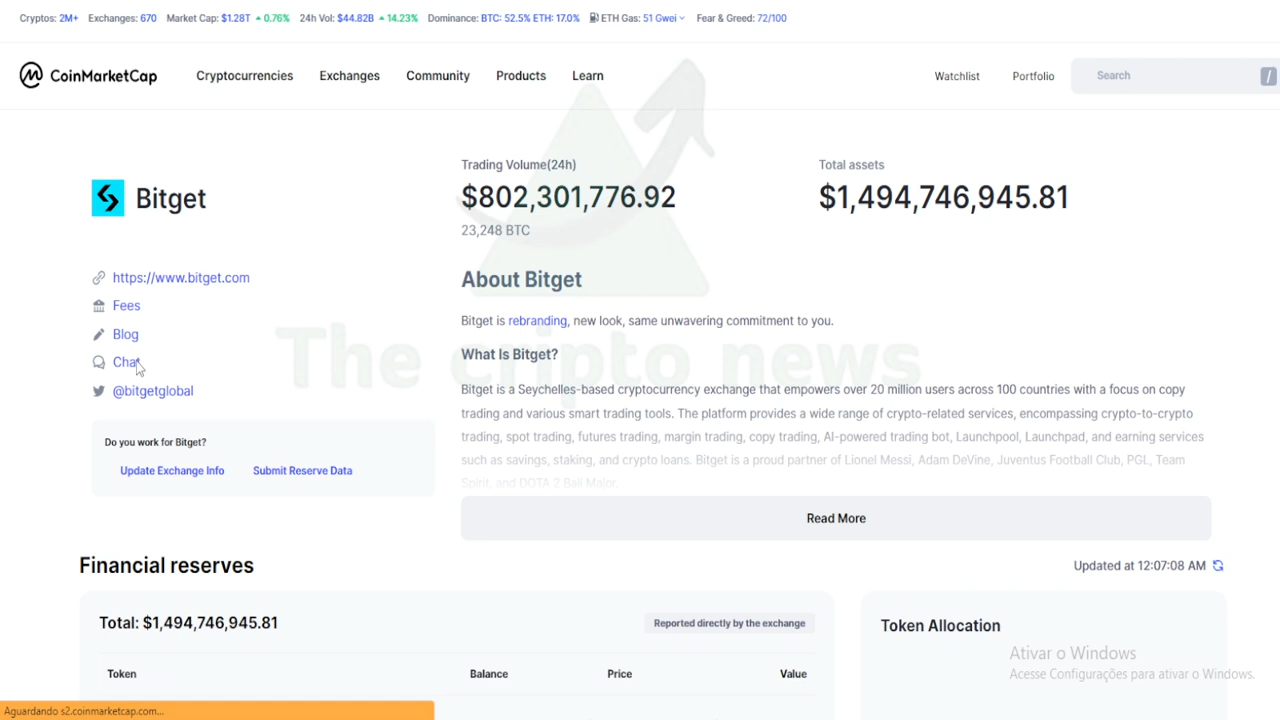 Cryptos: 2M+ Exchanges: 670 Market Cap: $1.28T 0.76% 24h Vol: $44.82B 14.23% Dominance: BTC: 52.5% ETH: 17.0% ETH Gas: 51 Gwei Fear & Greed: 72/100
CoinMarketCap Cryptocurrencies Exchanges Community Products Learn Watchlist Portfolio Search /
Bitget
https://www.bitget.com
Fees
Blog
Chat
@bitgetglobal
Do you work for Bitget?
Update Exchange Info Submit Reserve Data
Trading Volume(24h)
$802,301,776.92
23,248 BTC
Total assets
$1,494,746,945.81
About Bitget
Bitget is rebranding, new look, same unwavering commitment to you.
What Is Bitget?
Bitget is a Seychelles-based cryptocurrency exchange that empowers over 20 million users across 100 countries with a focus on copy
trading and various smart trading tools. The platform provides a wide range of crypto-related services, encompassing crypto-to-crypto
trading, spot trading, futures trading, margin trading, copy trading, AI-powered trading bot, Launchpool, Launchpad, and earning services
such as savings, staking, and crypto loans. Bitget is a proud partner of Lionel Messi, Adam DeVine, Juventus Football Club, PGL, Team
Spirit, and DOTA 2 Bali Major.
Read More
The cripto news
Financial reserves
Updated at 12:07:08 AM
Total: $1,494,746,945.81
Reported directly by the exchange
Token Balance Price Value
Token Allocation
Ativar o Windows
Acesse Configurações para ativar o Windows.
Aguardando s2.coinmarketcap.com...